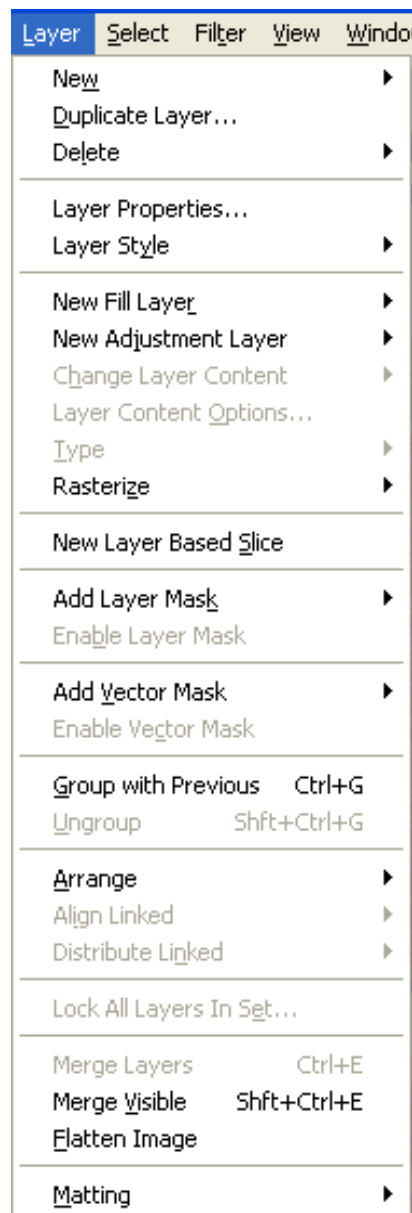 Layer Select Filter View Windo
New
Duplicate Layer...
Delete
Layer Properties...
Layer Style
New Fill Layer
New Adjustment Layer
Change Layer Content
Layer Content Options...
Type
Rasterize
New Layer Based Slice
Add Layer Mask
Enable Layer Mask
Add Vector Mask
Enable Vector Mask
Group with Previous Ctrl+G
Ungroup Shft+Ctrl+G
Arrange
Align Linked
Distribute Linked
Lock All Layers In Set...
Merge Layers Ctrl+E
Merge Visible Shft+Ctrl+E
Flatten Image
Matting